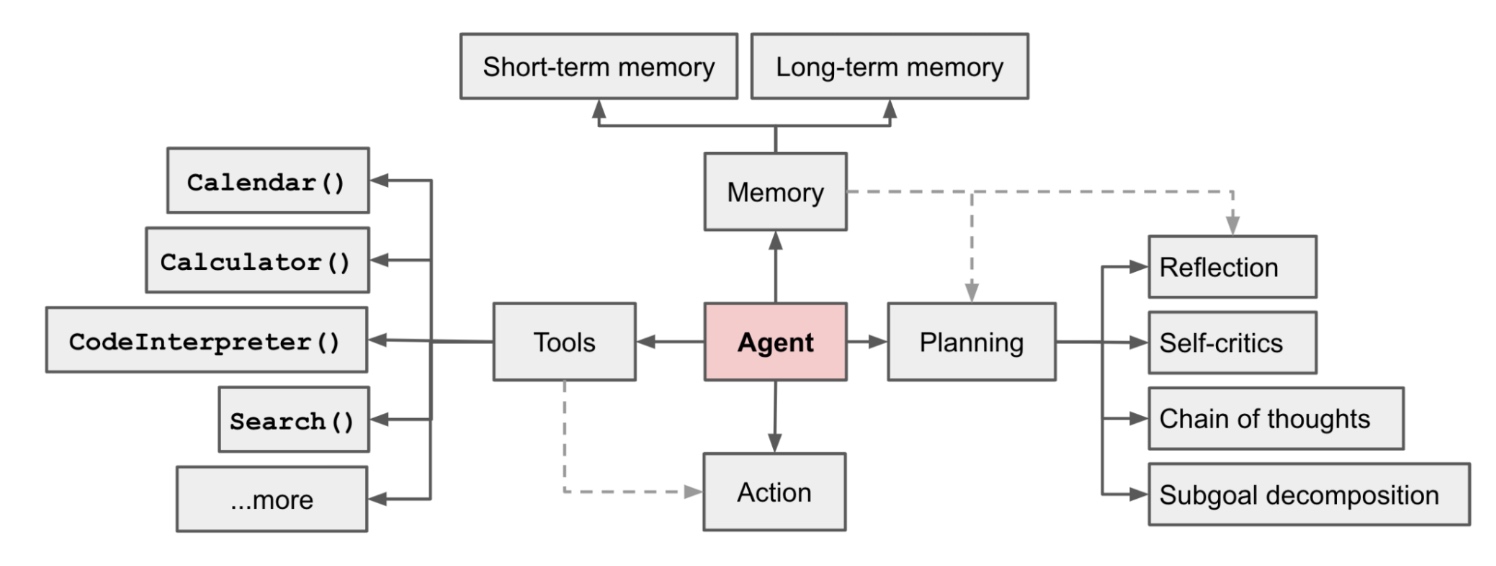 Short-term memory
Long-term memory
Calendar()
Memory
Calculator()
Reflection
CodeInterpreter()
Tools
Agent
Planning
Self-critics
Search()
Chain of thoughts
...more
Action
Subgoal decomposition